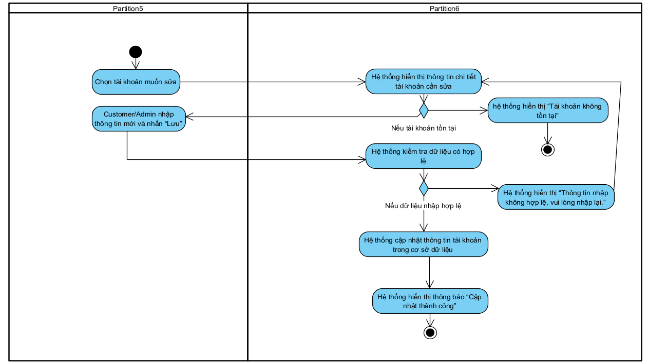 Partition5
Partition6
Chọn tài khoản muốn sửa
Hệ thống hiển thị thông tin chi tiết
tài khoản cần sửa
Customer/Admin nhập
thông tin mới và nhấn "Lưu"
hệ thống hiển thị "Tài khoản không
tồn tại"
Nếu tài khoản tồn tại
Hệ thống kiểm tra dữ liệu có hợp
lệ
Hệ thống hiển thị "Thông tin nhập
không hợp lệ, vui lòng nhập lại."
Nếu dữ liệu nhập hợp lệ
Hệ thống cập nhật thông tin tài khoản
trong cơ sở dữ liệu
Hệ thống hiển thị thông báo "Cập
nhật thành công"